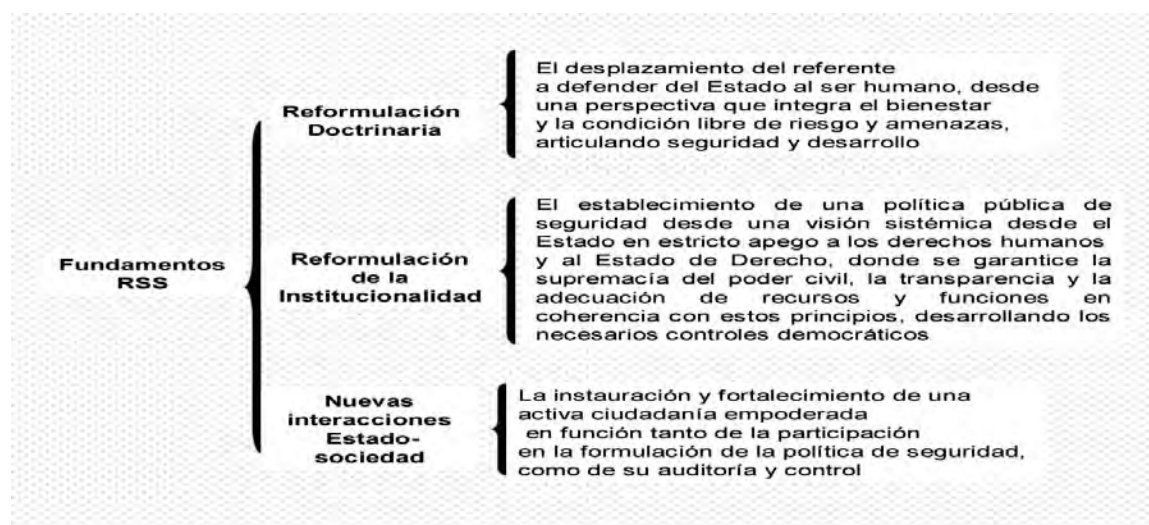 Fundamentos
RSS
Reformulación
Doctrinaria
El desplazamiento del referente
a defender del Estado al ser humano, desde
una perspectiva que integra el bienestar
y la condición libre de riesgo y amenazas,
articulando seguridad y desarrollo
Reformulación
de la
Institucionalidad
El establecimiento de una política pública de
seguridad desde una visión sistémica desde el
Estado en estricto apego a los derechos humanos
y al Estado de Derecho, donde se garantice la
supremacía del poder civil, la transparencia y la
adecuación de recursos y funciones en
coherencia con estos principios, desarrollando los
necesarios controles democráticos
Nuevas
interacciones
Estado-
sociedad
La instauración y fortalecimiento de una
activa ciudadanía empoderada
en función tanto de la participación
en la formulación de la política de seguridad,
como de su auditoría y control